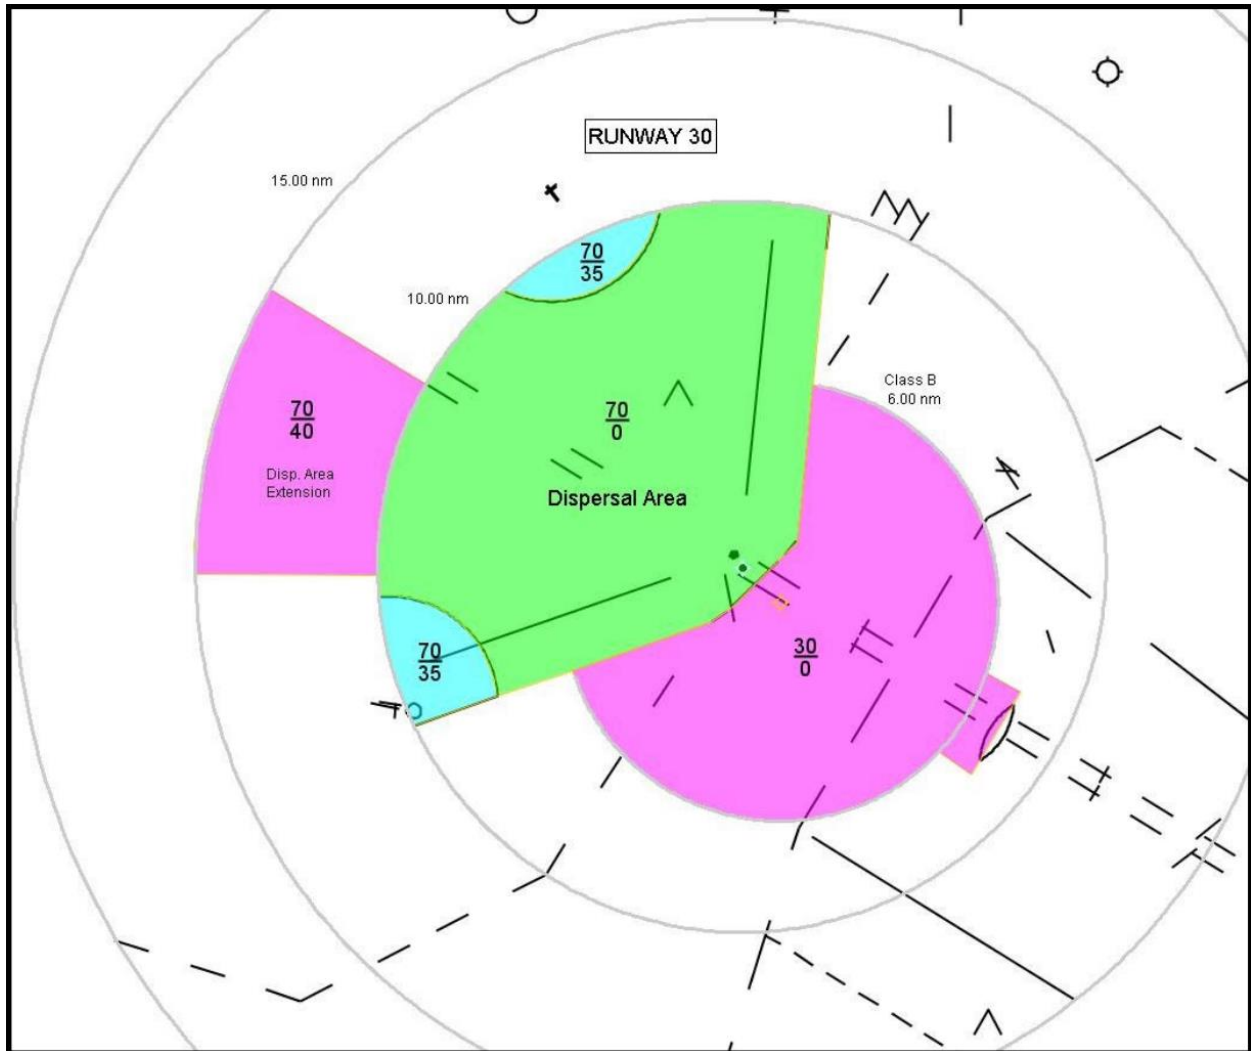 RUNWAY 30
15.00 nm
70
35
10.00 nm
Class B
6.00 nm
70
40
70
0
Disp. Area
Extension
Dispersal Area
70
35
30
0